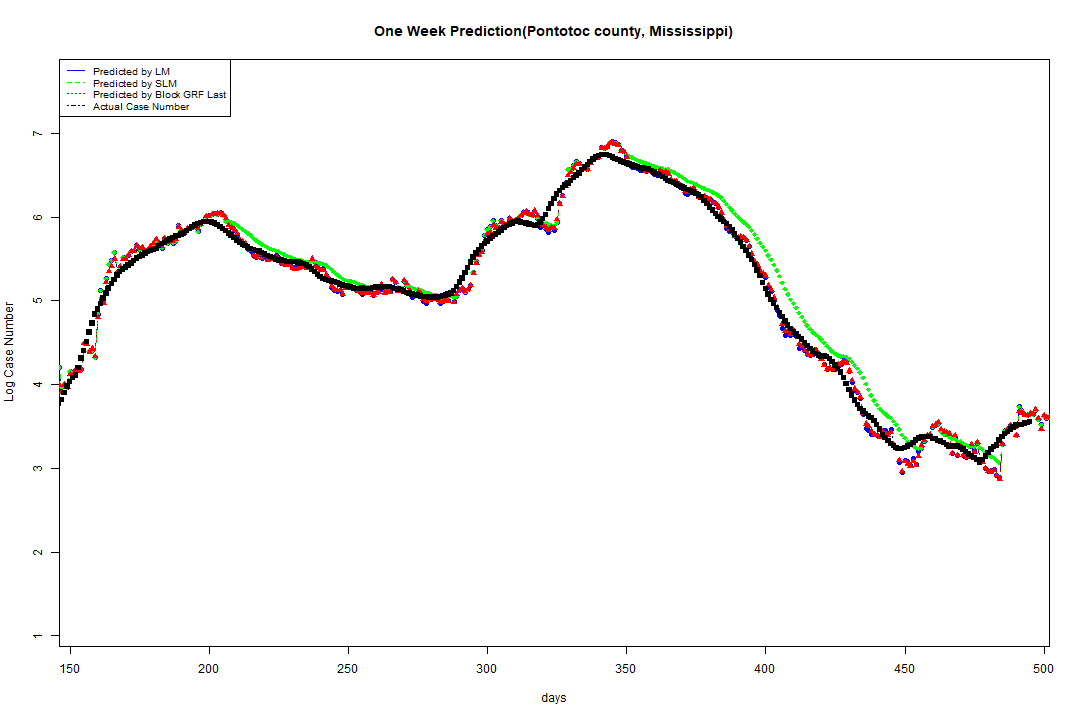 One Week Prediction(Pontotoc county, Mississippi)
Predicted by LM
Predicted by SLM
Predicted by Block GRF Last
Actual Case Number
Log Case Number
7
6
5
4
3
2
1
150 200 250 300 350 400 450 500
days